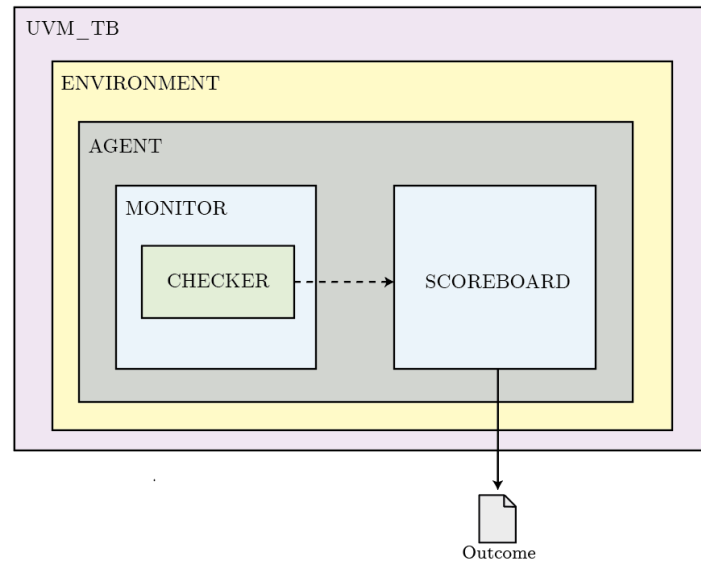 UVM_TB
ENVIRONMENT
AGENT
MONITOR
CHECKER
SCOREBOARD
Outcome